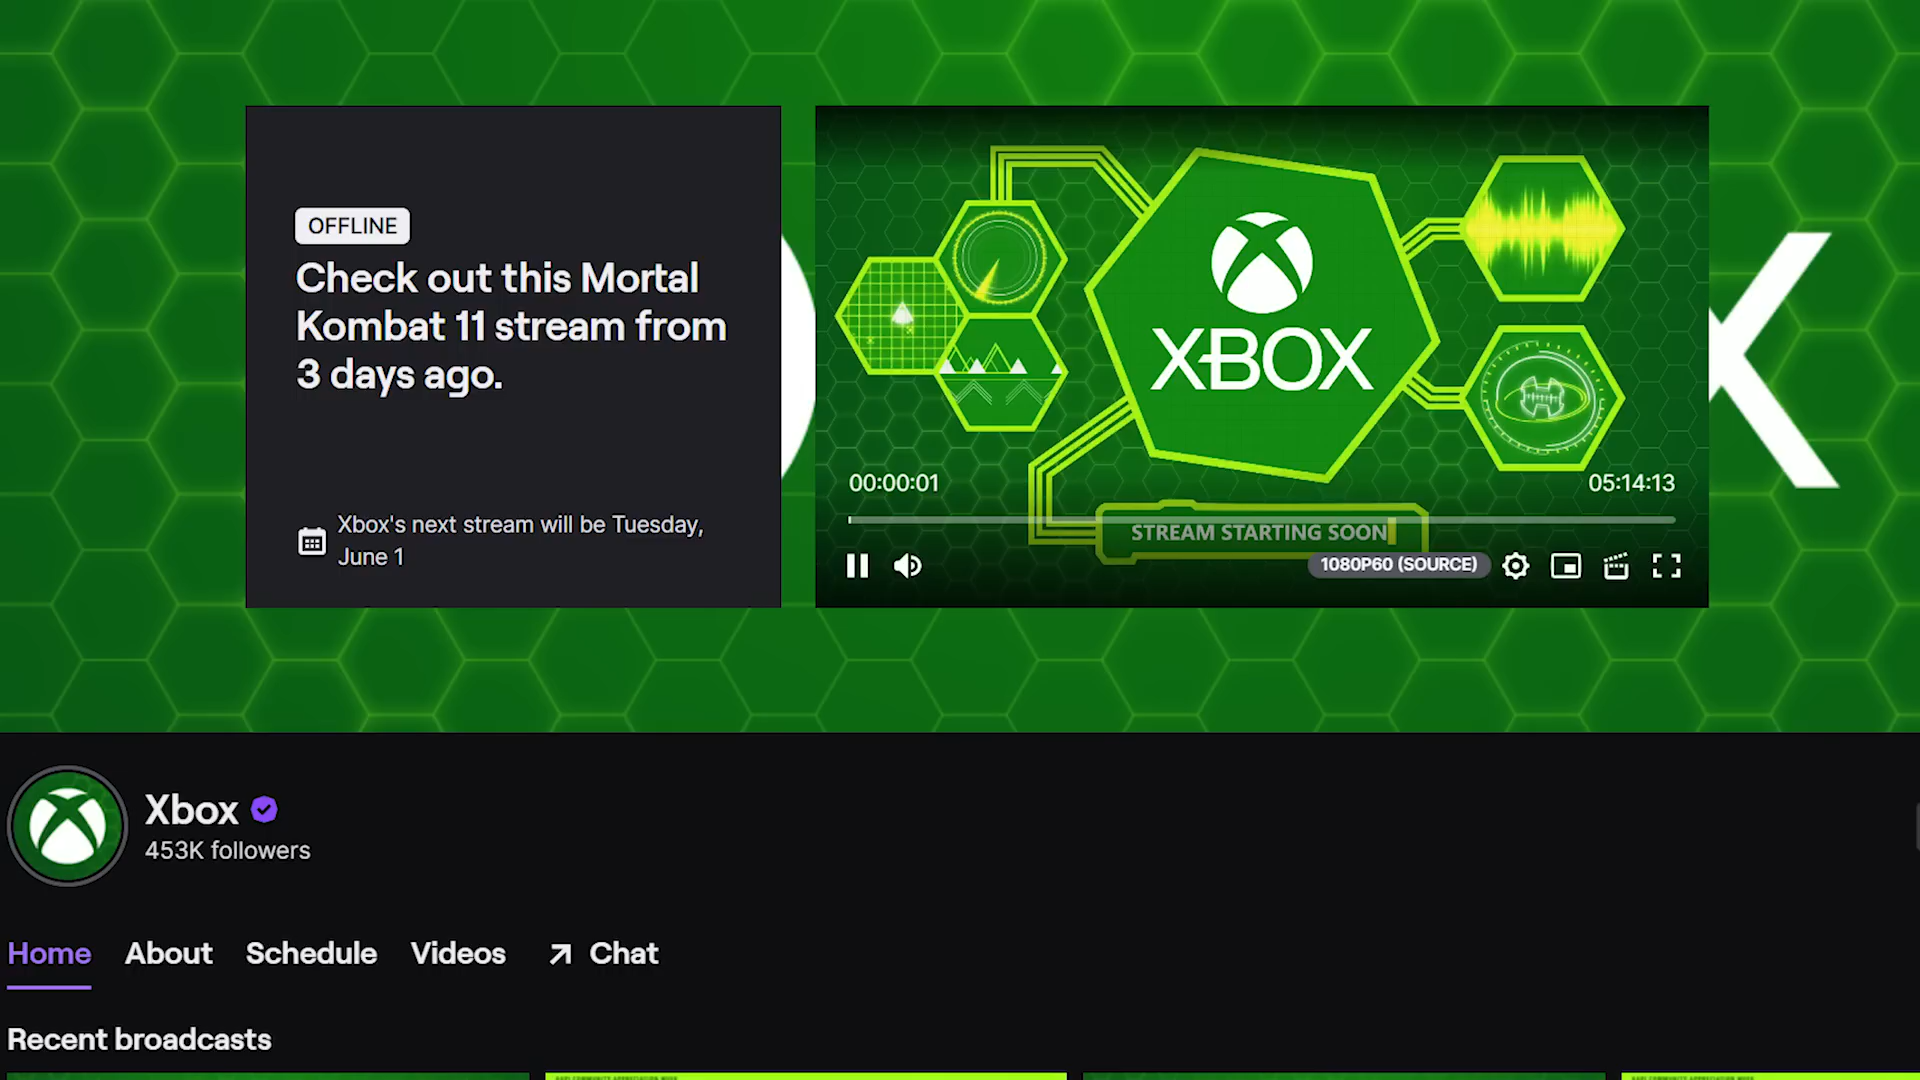 OFFLINE
Check out this Mortal
Kombat 11 stream from
3 days ago.
Xbox's next stream will be Tuesday,
June 1
XBOX
00:00:01
05:14:13
STREAM STARTING SOON
1080P60 (SOURCE)
Xbox
453K followers
Home About Schedule Videos Chat
Recent broadcasts